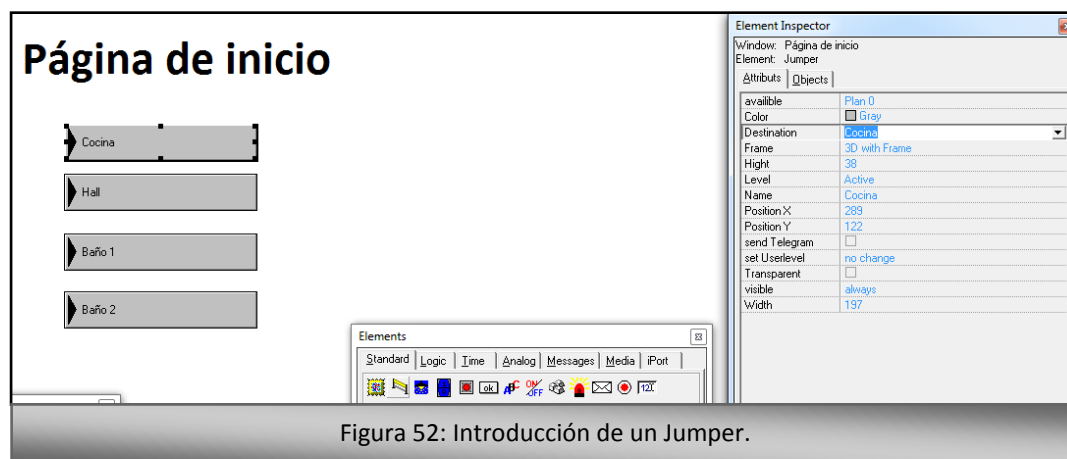 Página de inicio
Cocina
Hall
Baño 1
Baño 2
Element Inspector
Window: Página de inicio
Element: Jumper
Attributs Objects
availible Plan 0
Color Gray
Destination Cocina
Frame 3D with Frame
Hight 38
Level Active
Name Cocina
Position X 289
Position Y 122
send Telegram
set Userlevel no change
Transparent
visible always
Width 197
Elements
Standard Logic Time Analog Messages Media iPort
ok ABC ON/OFF
Figura 52: Introducción de un Jumper.